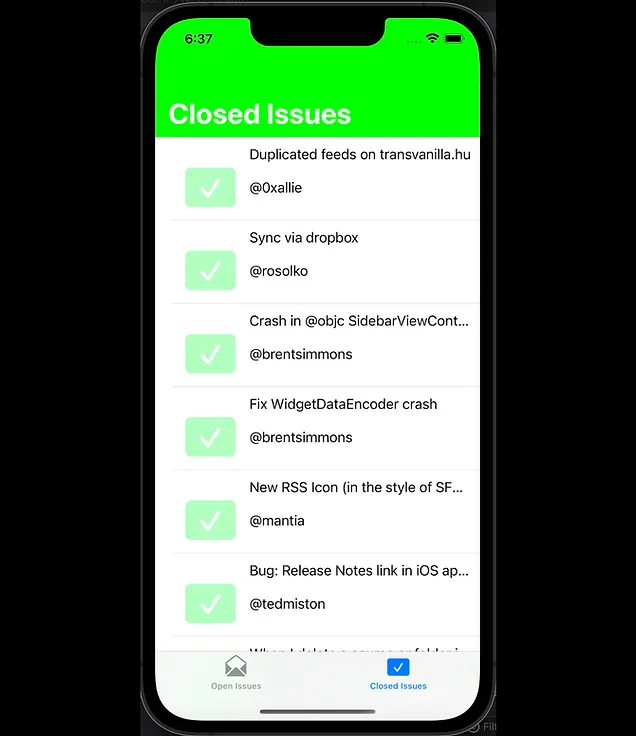 6:37
Closed Issues
Duplicated feeds on transvanilla.hu
@0xallie
Sync via dropbox
@rosolko
Crash in @objc SidebarViewCont...
@brentsimmons
Fix WidgetDataEncoder crash
@brentsimmons
New RSS Icon (in the style of SF...
@mantia
Bug: Release Notes link in iOS ap...
@tedmiston
Open Issues
Closed Issues